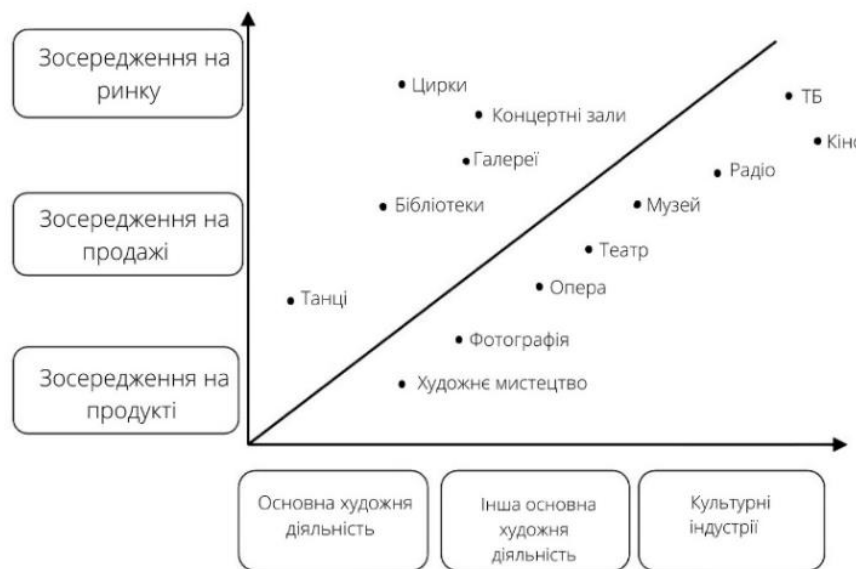 Зосередження на
ринку
Цирки
ТБ
Концертні зали
Кіно
Галереї
Радіо
Зосередження на
продажі
Бібліотеки
Музей
Театр
Опера
Танці
Фотографія
Зосередження на
продукті
Художнє мистецтво
Основна художня
діяльність
Інша основна
художня
діяльність
Культурні
індустрії